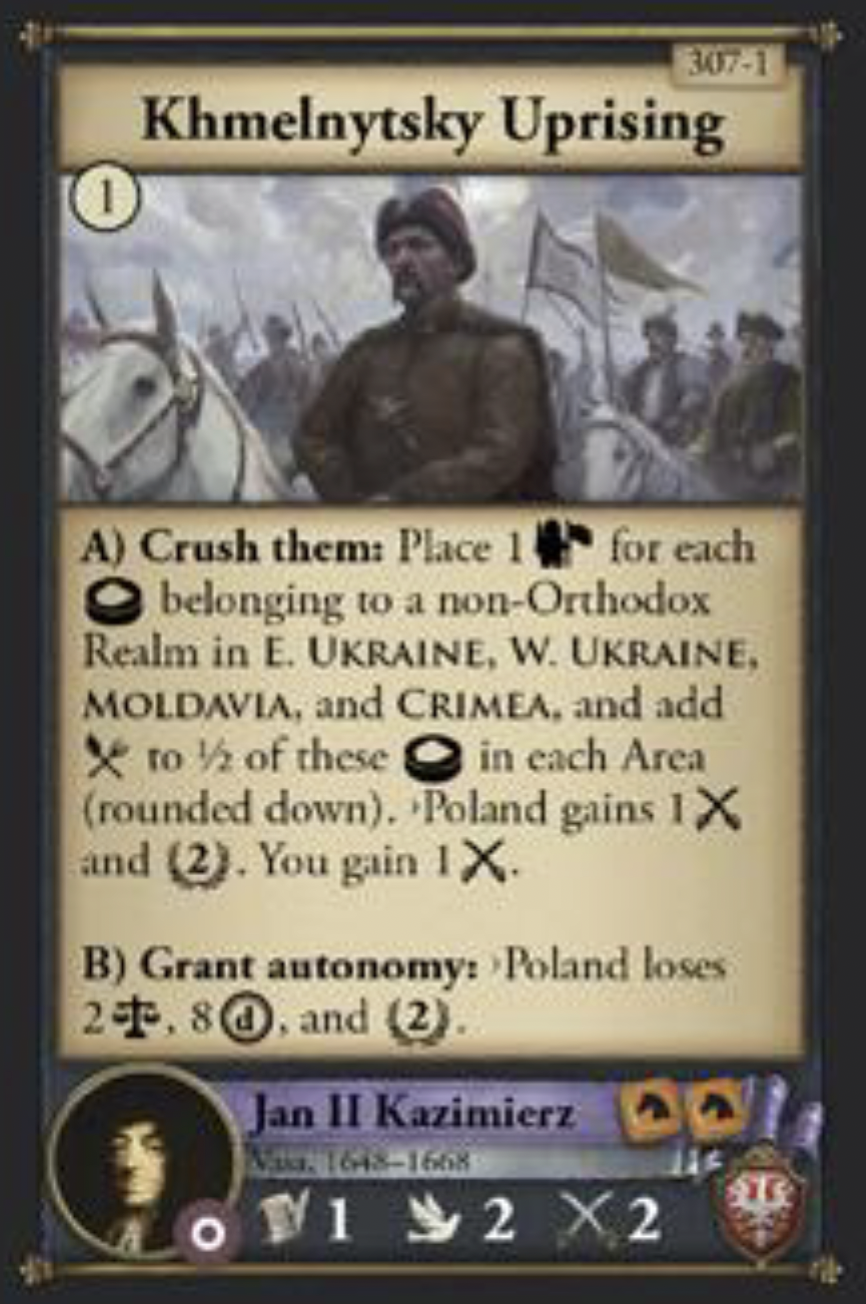 307-1
Khmelnytsky Uprising
1
A) Crush them: Place 1 for each
belonging to a non-Orthodox
Realm in E. UKRAINE, W. UKRAINE,
MOLDAVIA, and CRIMEA, and add
to ½ of these in each Area
(rounded down). ›Poland gains 1
and (2). You gain 1.
B) Grant autonomy: ›Poland loses
2, 8 d, and (2).
Jan II Kazimierz
Vasa, 1648–1668
1 2 2